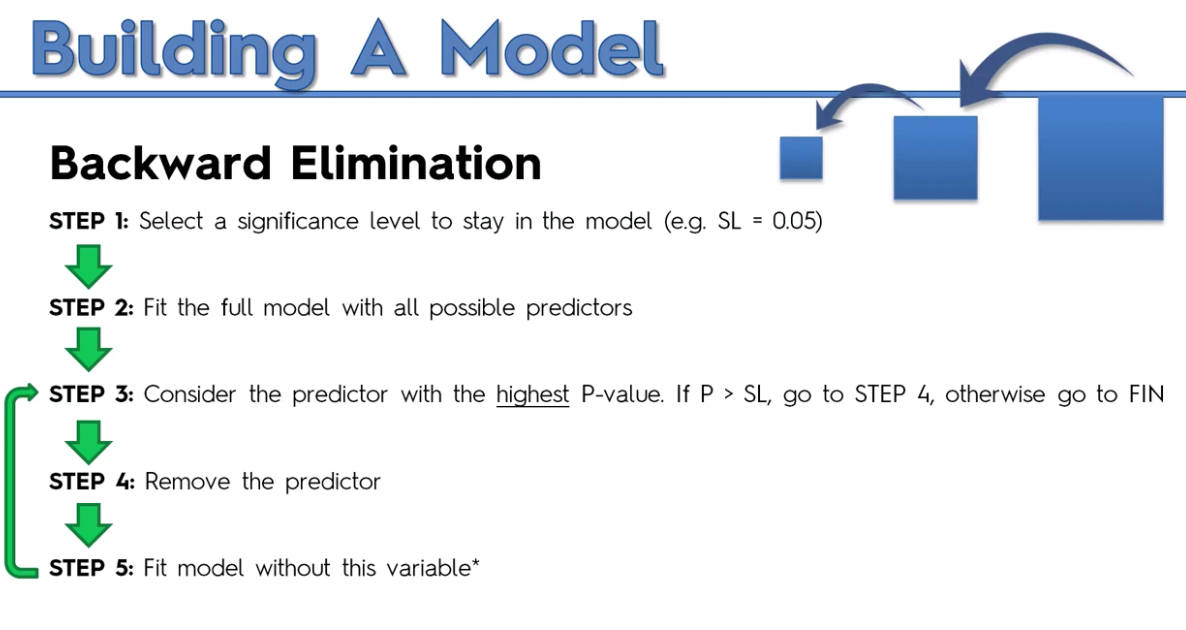 Building A Model
Backward Elimination
STEP 1: Select a significance level to stay in the model (e.g. SL = 0.05)
STEP 2: Fit the full model with all possible predictors
STEP 3: Consider the predictor with the highest P-value. If P > SL, go to STEP 4, otherwise go to FIN
STEP 4: Remove the predictor
STEP 5: Fit model without this variable*